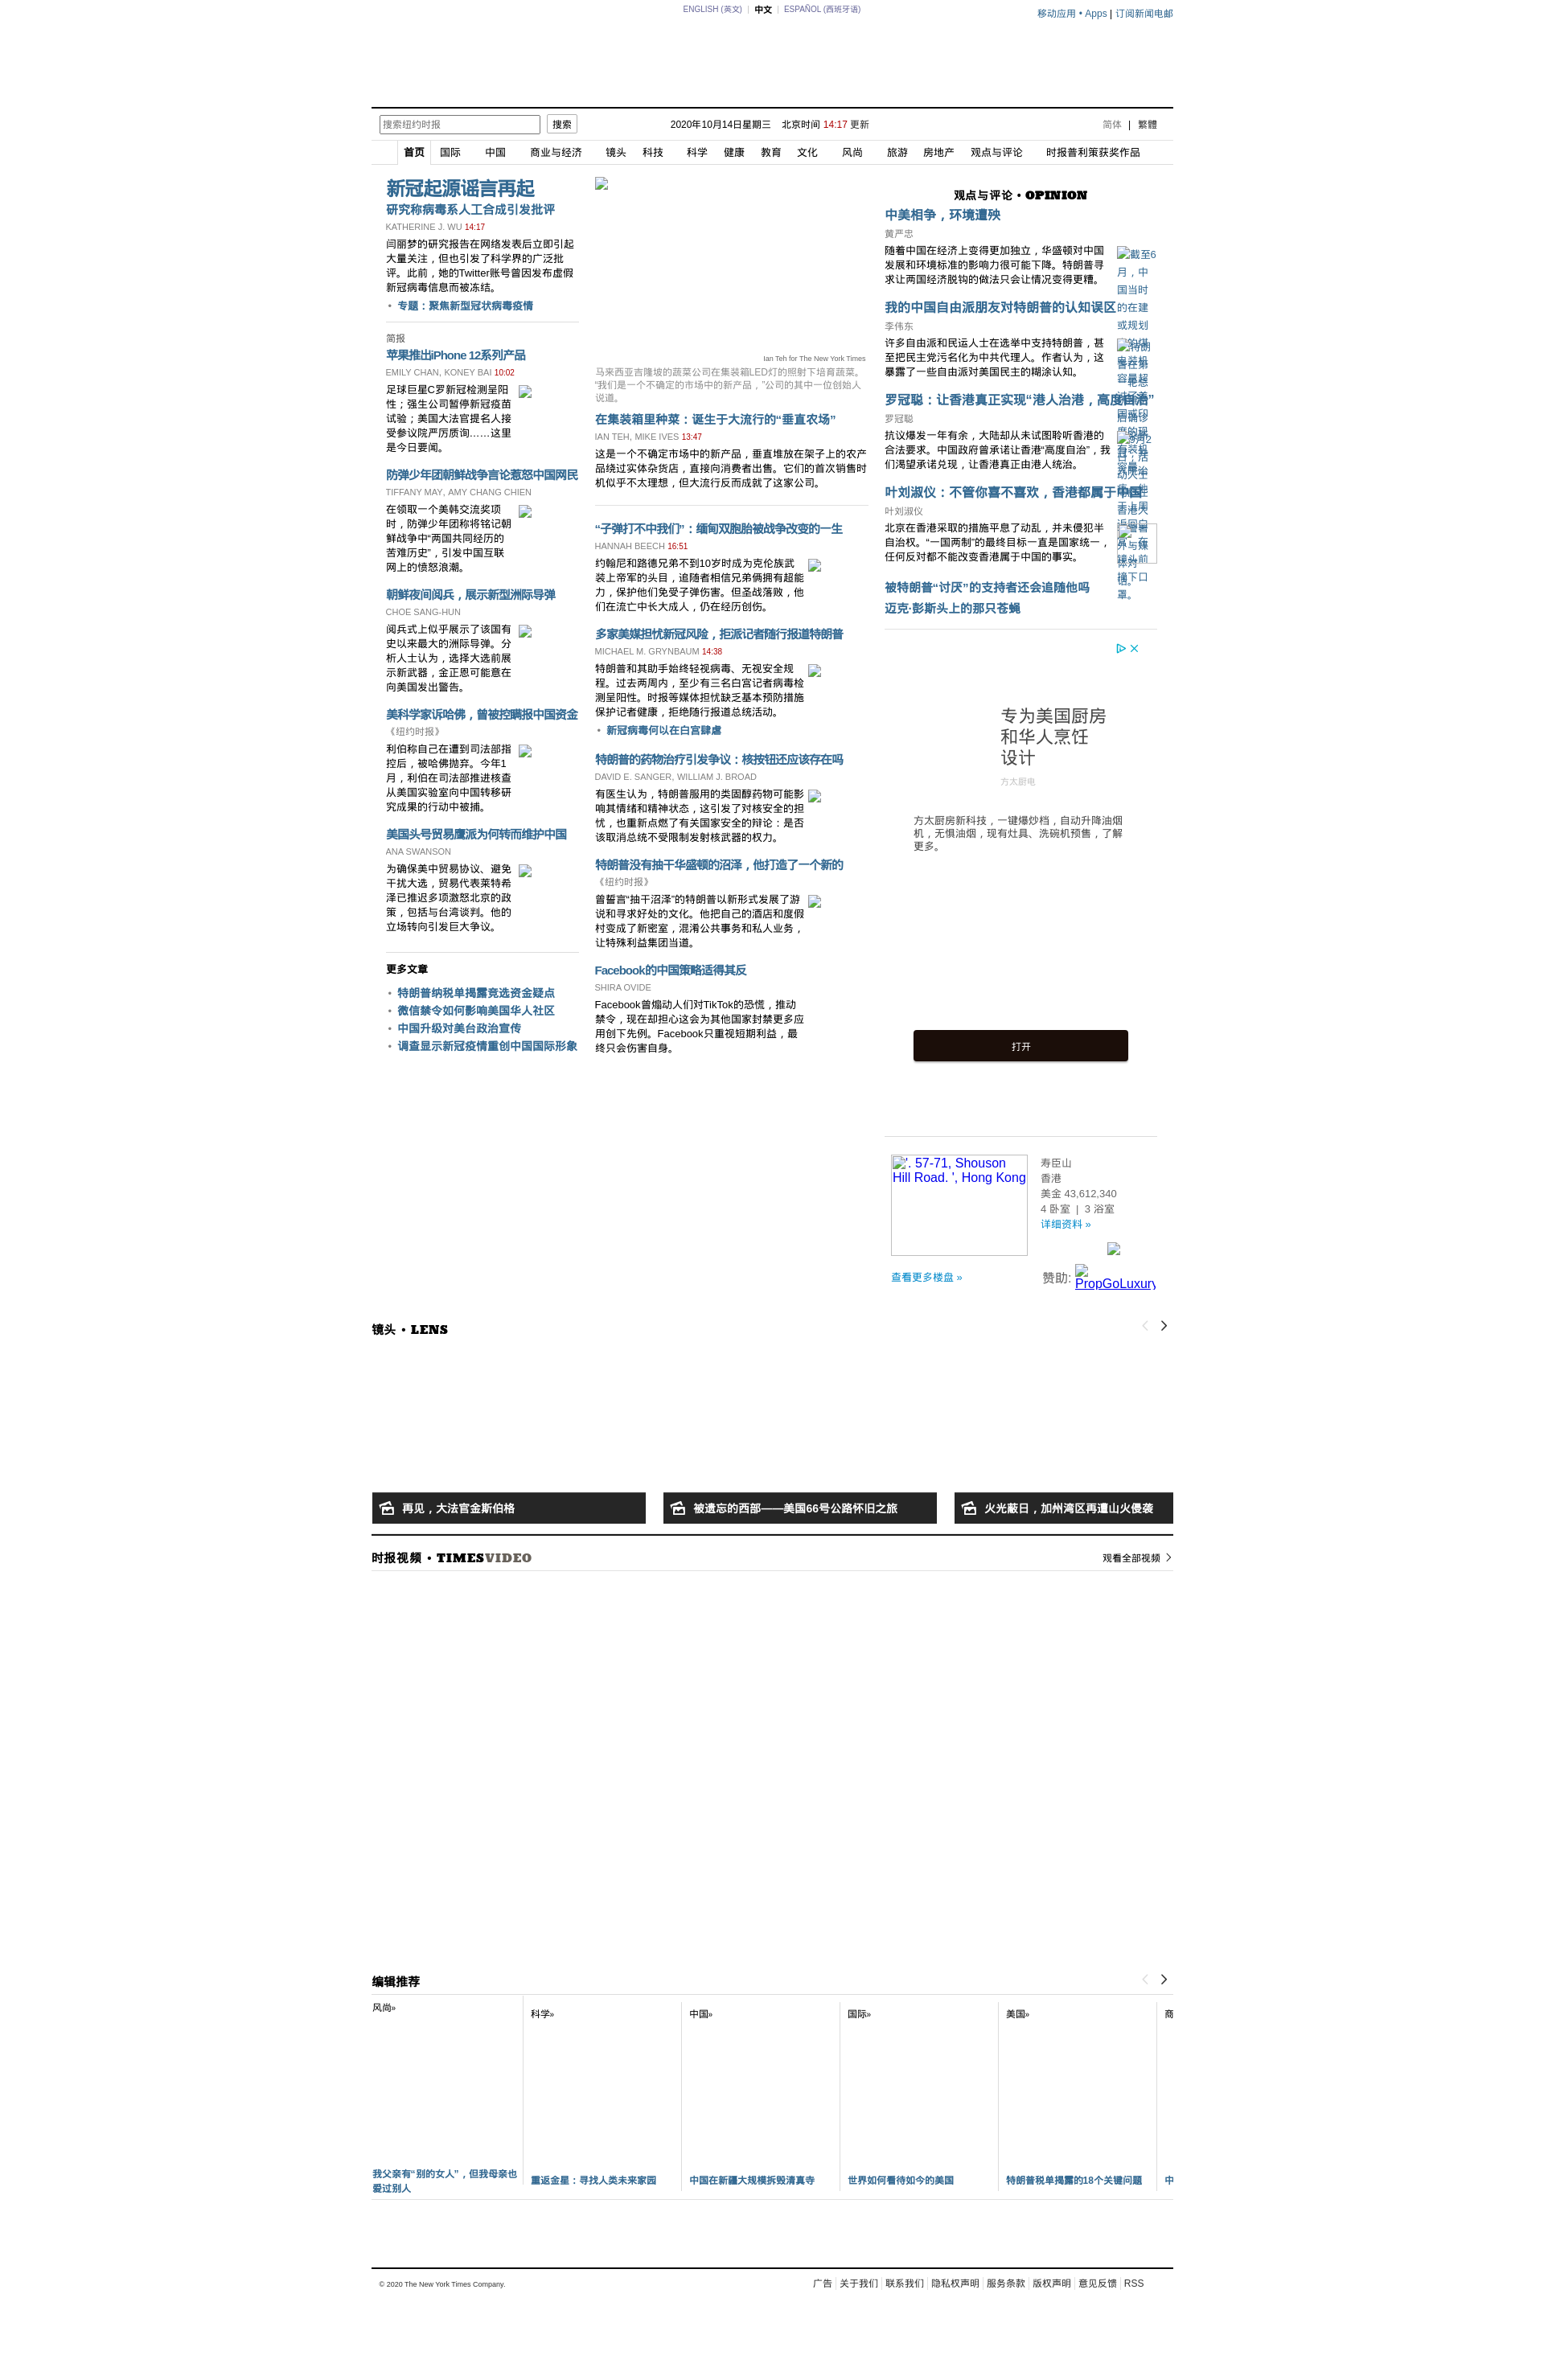 ENGLISH (英文) | 中文 | ESPAÑOL (西班牙语)
移动应用 • Apps | 订阅新闻电邮
搜索纽约时报 搜索
2020年10月14日星期三 北京时间 14:17 更新
简体 | 繁體
首页 国际 中国 商业与经济 镜头 科技 科学 健康 教育 文化 风尚 旅游 房地产 观点与评论 时报普利策获奖作品
新冠起源谣言再起
研究称病毒系人工合成引发批评
KATHERINE J. WU 14:17
闫丽梦的研究报告在网络发表后立即引起
大量关注，但也引发了科学界的广泛批
评。此前，她的Twitter账号曾因发布虚假
新冠病毒信息而被冻结。
• 专题：聚焦新型冠状病毒疫情
简报
苹果推出iPhone 12系列产品
EMILY CHAN, KONEY BAI 10:02
足球巨星C罗新冠检测呈阳
性；强生公司暂停新冠疫苗
试验；美国大法官提名人接
受参议院严厉质询……这里
是今日要闻。
防弹少年团朝鲜战争言论惹怒中国网民
TIFFANY MAY, AMY CHANG CHIEN
在领取一个美韩交流奖项
时，防弹少年团称将铭记朝
鲜战争中“两国共同经历的
苦难历史”，引发中国互联
网上的愤怒浪潮。
朝鲜夜间阅兵，展示新型洲际导弹
CHOE SANG-HUN
阅兵式上似乎展示了该国有
史以来最大的洲际导弹。分
析人士认为，选择大选前展
示新武器，金正恩可能意在
向美国发出警告。
美科学家诉哈佛，曾被控瞒报中国资金
《纽约时报》
利伯称自己在遭到司法部指
控后，被哈佛抛弃。今年1
月，利伯在司法部推进核查
从美国实验室向中国转移研
究成果的行动中被捕。
美国头号贸易鹰派为何转而维护中国
ANA SWANSON
为确保美中贸易协议、避免
干扰大选，贸易代表莱特希
泽已推迟多项激怒北京的政
策，包括与台湾谈判。他的
立场转向引发巨大争议。
更多文章
• 特朗普纳税单揭露竞选资金疑点
• 微信禁令如何影响美国华人社区
• 中国升级对美台政治宣传
• 调查显示新冠疫情重创中国国际形象
Ian Teh for The New York Times
马来西亚吉隆坡的蔬菜公司在集装箱LED灯的照射下培育蔬菜。
“我们是一个不确定的市场中的新产品，”公司的其中一位创始人
说道。
在集装箱里种菜：诞生于大流行的“垂直农场”
IAN TEH, MIKE IVES 13:47
这是一个不确定市场中的新产品，垂直堆放在架子上的农产
品绕过实体杂货店，直接向消费者出售。它们的首次销售时
机似乎不太理想，但大流行反而成就了这家公司。
“子弹打不中我们”：缅甸双胞胎被战争改变的一生
HANNAH BEECH 16:51
约翰尼和路德兄弟不到10岁时成为克伦族武
装上帝军的头目，追随者相信兄弟俩拥有超能
力，保护他们免受子弹伤害。但圣战落败，他
们在流亡中长大成人，仍在经历创伤。
多家美媒担忧新冠风险，拒派记者随行报道特朗普
MICHAEL M. GRYNBAUM 14:38
特朗普和其助手始终轻视病毒、无视安全规
程。过去两周内，至少有三名白宫记者病毒检
测呈阳性。时报等媒体担忧缺乏基本预防措施
保护记者健康，拒绝随行报道总统活动。
• 新冠病毒何以在白宫肆虐
特朗普的药物治疗引发争议：核按钮还应该存在吗
DAVID E. SANGER, WILLIAM J. BROAD
有医生认为，特朗普服用的类固醇药物可能影
响其情绪和精神状态，这引发了对核安全的担
忧，也重新点燃了有关国家安全的辩论：是否
该取消总统不受限制发射核武器的权力。
特朗普没有抽干华盛顿的沼泽，他打造了一个新的
《纽约时报》
曾誓言“抽干沼泽”的特朗普以新形式发展了游
说和寻求好处的文化。他把自己的酒店和度假
村变成了新密室，混淆公共事务和私人业务，
让特殊利益集团当道。
Facebook的中国策略适得其反
SHIRA OVIDE
Facebook曾煽动人们对TikTok的恐慌，推动
禁令，现在却担心这会为其他国家封禁更多应
用创下先例。Facebook只重视短期利益，最
终只会伤害自身。
观点与评论 • OPINION
中美相争，环境遭殃
黄严忠
随着中国在经济上变得更加独立，华盛顿对中国
发展和环境标准的影响力很可能下降。特朗普寻
求让两国经济脱钩的做法只会让情况变得更糟。
截至6
月，中
国当时
的在建
或规划
我的中国自由派朋友对特朗普的认知误区
李伟东
许多自由派和民运人士在选举中支持特朗普，甚
至把民主党污名化为中共代理人。作者认为，这
暴露了一些自由派对美国民主的糊涂认知。
罗冠聪：让香港真正实现“港人治港，高度自治”
罗冠聪
抗议爆发一年有余，大陆却从未试图聆听香港的
合法要求。中国政府曾承诺让香港“高度自治”，我
们渴望承诺兑现，让香港真正由港人统治。
叶刘淑仪：不管你喜不喜欢，香港都属于中国
叶刘淑仪
北京在香港采取的措施平息了动乱，并未侵犯半
自治权。“一国两制”的最终目标一直是国家统一，
任何反对都不能改变香港属于中国的事实。
被特朗普“讨厌”的支持者还会追随他吗
迈克·彭斯头上的那只苍蝇
专为美国厨房
和华人烹饪
设计
方太厨电
方太厨房新科技，一键爆炒档，自动升降油烟
机，无惧油烟，现有灶具、洗碗机预售，了解
更多。
打开
'. 57-71, Shouson
Hill Road. ', Hong Kong
寿臣山
香港
美金 43,612,340
4 卧室 | 3 浴室
详细资料 »
查看更多楼盘 »
赞助: PropGoLuxury
镜头 • LENS
再见，大法官金斯伯格
被遗忘的西部——美国66号公路怀旧之旅
火光蔽日，加州湾区再遭山火侵袭
时报视频 • TIMESVIDEO
观看全部视频
编辑推荐
风尚»
科学»
中国»
国际»
美国»
商
我父亲有“别的女人”，但我母亲也
爱过别人
重返金星：寻找人类未来家园
中国在新疆大规模拆毁清真寺
世界如何看待如今的美国
特朗普税单揭露的18个关键问题
中
© 2020 The New York Times Company.
广告 | 关于我们 | 联系我们 | 隐私权声明 | 服务条款 | 版权声明 | 意见反馈 | RSS